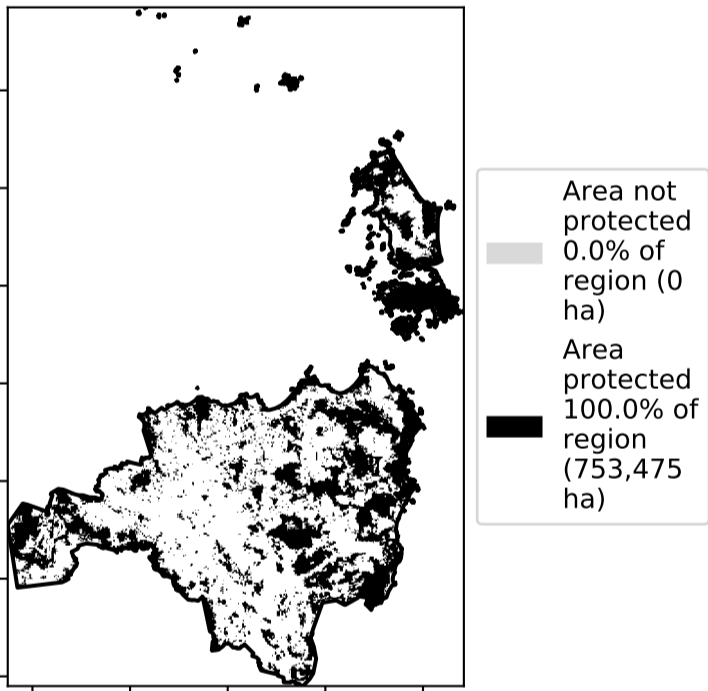 Area not
protected
0.0% of
region (0
ha)
Area
protected
100.0% of
region
(753,475
ha)